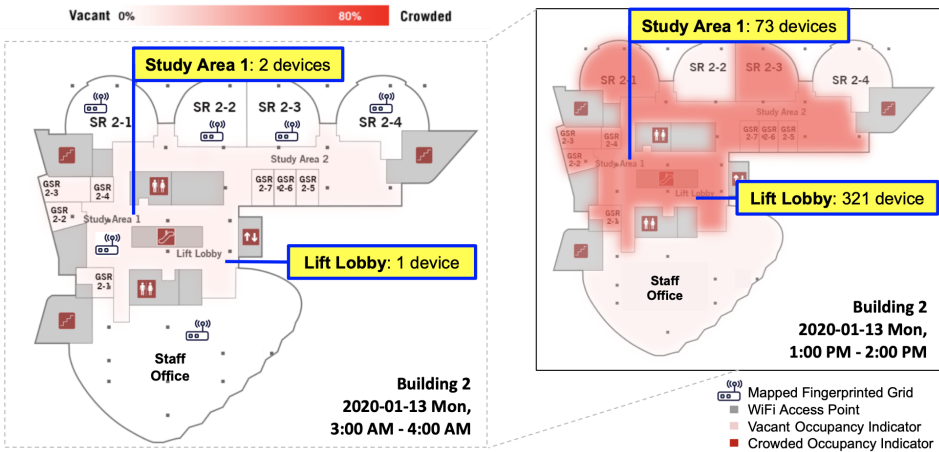 Vacant 0% 80% Crowded
Study Area 1: 2 devices
SR 2-1
SR 2-2
SR 2-3
SR 2-4
Study Area 2
GSR 2-3
GSR 2-4
GSR 2-7
GSR 2-6
GSR 2-5
GSR 2-2
Study Area 1
Lift Lobby
Lift Lobby: 1 device
GSR 2-1
Staff
Office
Building 2
2020-01-13 Mon,
3:00 AM - 4:00 AM
Study Area 1: 73 devices
SR 2-1
SR 2-2
SR 2-3
SR 2-4
Study Area 2
GSR 2-3
GSR 2-4
GSR 2-7
GSR 2-6
GSR 2-5
GSR 2-2
Study Area 1
Lift Lobby
Lift Lobby: 321 device
GSR 2-1
Staff
Office
Building 2
2020-01-13 Mon,
1:00 PM - 2:00 PM
Mapped Fingerprinted Grid
WiFi Access Point
Vacant Occupancy Indicator
Crowded Occupancy Indicator